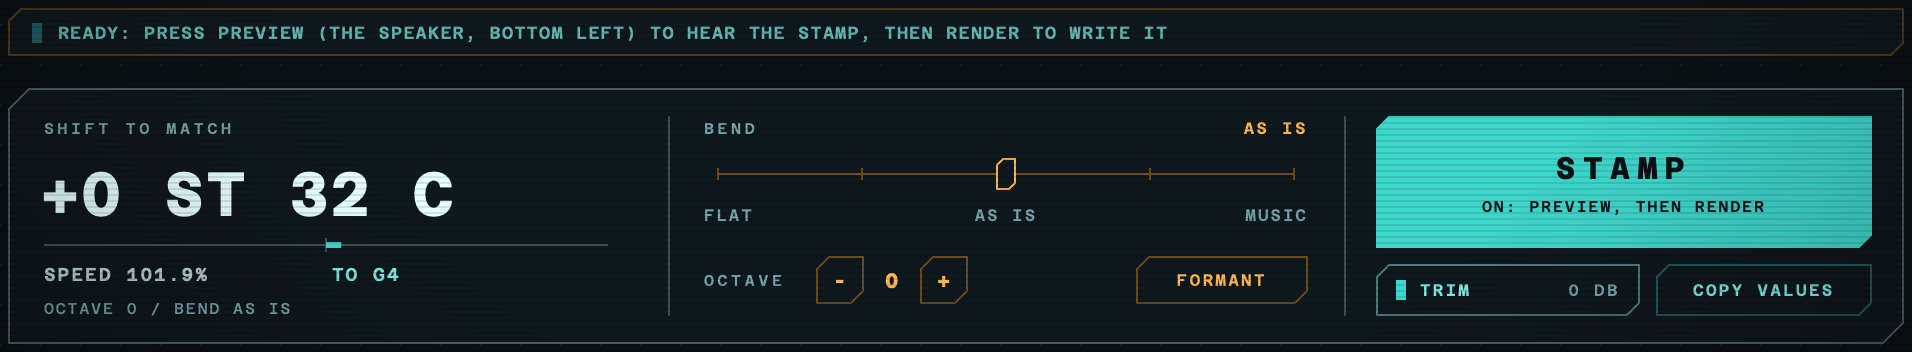 READY: PRESS PREVIEW (THE SPEAKER, BOTTOM LEFT) TO HEAR THE STAMP, THEN RENDER TO WRITE IT
SHIFT TO MATCH
+0 ST 32 C
SPEED 101.9%
TO G4
OCTAVE 0 / BEND AS IS
BEND
AS IS
FLAT
AS IS
MUSIC
OCTAVE
-
0
+
FORMANT
STAMP
ON: PREVIEW, THEN RENDER
TRIM
0 DB
COPY VALUES